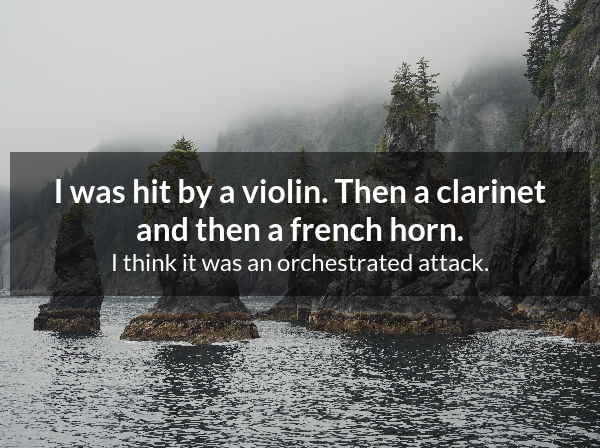 I was hit by a violin. Then a clarinet
and then a french horn.
I think it was an orchestrated attack.